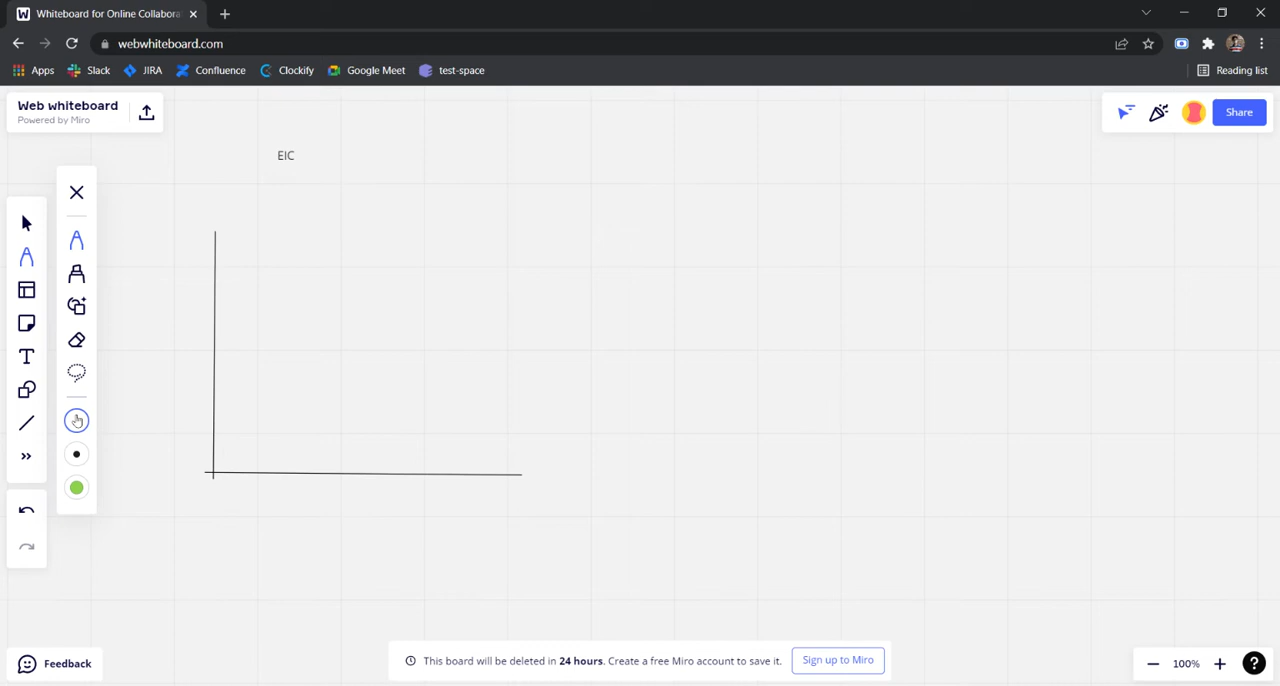 Whiteboard for Online Collabora
webwhiteboard.com
Apps Slack JIRA Confluence Clockify Google Meet test-space Reading list
Web whiteboard
Powered by Miro
Share
EIC
T
Feedback
This board will be deleted in 24 hours. Create a free Miro account to save it. Sign up to Miro
100%